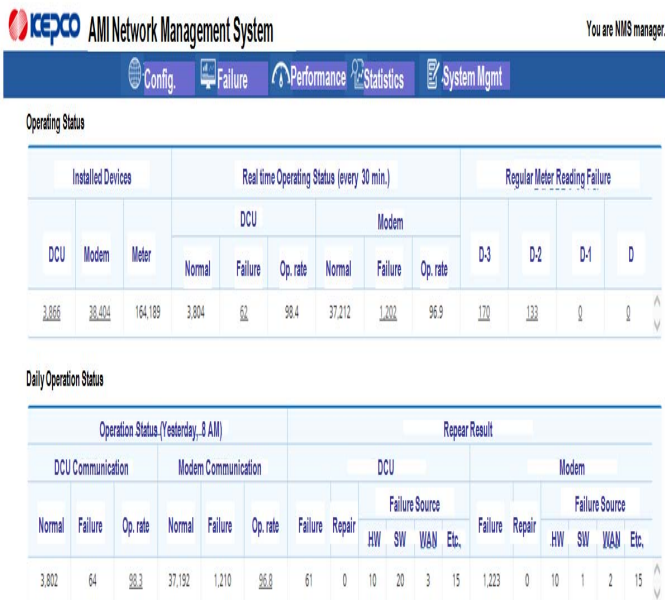 KEPCO AMI Network Management System You are NMS manager.
Config. Failure Performance Statistics System Mgmt
Operating Status
Installed Devices Real time Operating Status (every 30 min.) Regular Meter Reading Failure
DCU Modem
DCU Modem Meter D-3 D-2 D-1 D
Normal Failure Op. rate Normal Failure Op. rate
3,866 38,404 164,189 3,804 62 98.4 37,212 1,202 96.9 170 133 0 0
Daily Operation Status
Operation Status (Yesterday, 8 AM) Repear Result
DCU Communication Modem Communication DCU Modem
Failure Source Failure Source
Normal Failure Op. rate Normal Failure Op. rate Failure Repair Failure Repair
HW SW WAN Etc, HW SW WAN Etc,
3,802 64 98.3 37,192 1,210 96.8 61 0 10 20 3 15 1,223 0 10 1 2 15